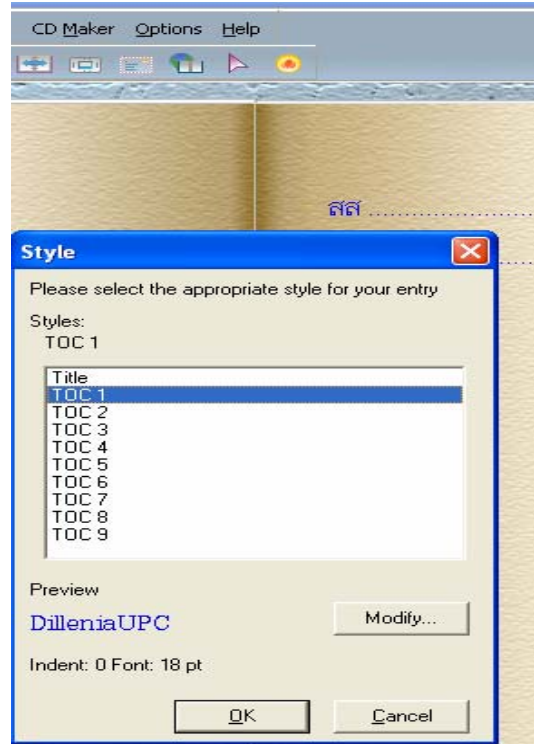 CD Maker Options Help
สส ......................
Style
Please select the appropriate style for your entry
Styles:
TOC 1
Title
TOC 1
TOC 2
TOC 3
TOC 4
TOC 5
TOC 6
TOC 7
TOC 8
TOC 9
Preview
DilleniaUPC
Modify...
Indent: 0 Font: 18 pt
OK Cancel